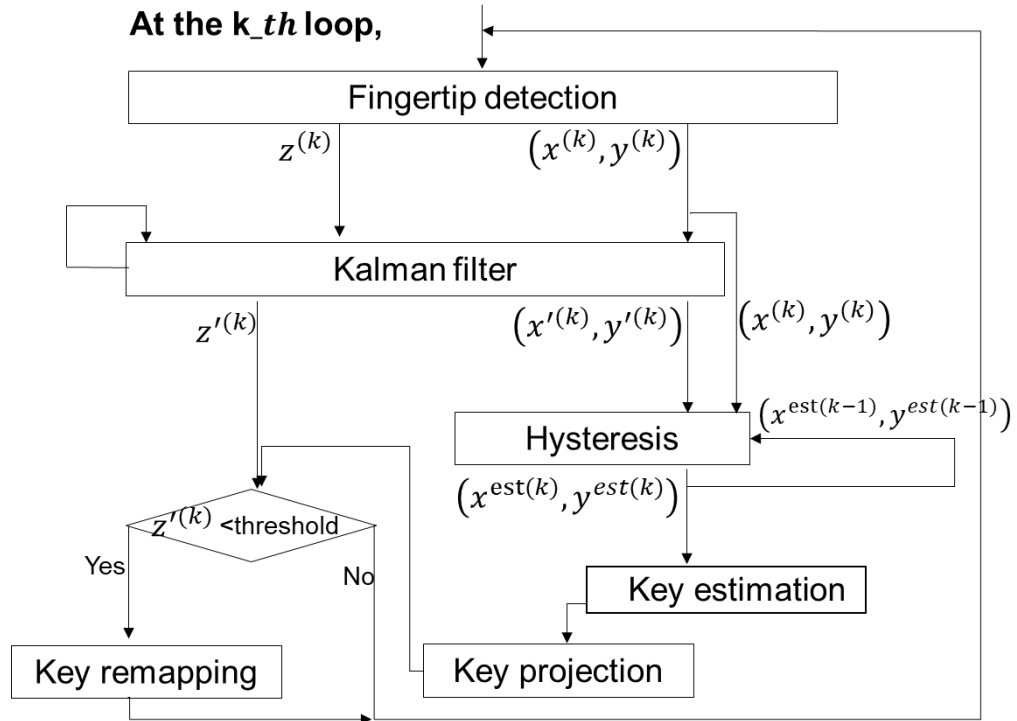 At the k_th loop,
Fingertip detection
z^(k)
(x^(k), y^(k))
Kalman filter
z′^(k)
(x′^(k), y′^(k))
(x^(k), y^(k))
(x^est(k−1), y^est(k−1))
Hysteresis
(x^est(k), y^est(k))
z′^(k) <threshold
Yes
No
Key estimation
Key remapping
Key projection